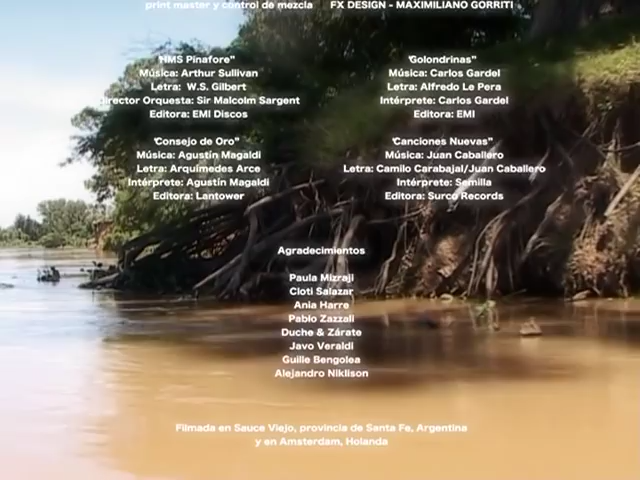 print master y control de mezcla FX DESIGN - MAXIMILIANO GORRITI
"HMS Pinafore"
Música: Arthur Sullivan
Letra: W.S. Gilbert
Director Orquesta: Sir Malcolm Sargent
Editora: EMI Discos
"Golondrinas"
Música: Carlos Gardel
Letra: Alfredo Le Pera
Intérprete: Carlos Gardel
Editora: EMI
"Consejo de Oro"
Música: Agustín Magaldi
Letra: Arquímedes Arce
Intérprete: Agustín Magaldi
Editora: Lantower
"Canciones Nuevas"
Música: Juan Caballero
Letra: Camilo Carabajal/Juan Caballero
Intérprete: Semilla
Editora: Surco Records
Agradecimientos
Paula Mizraji
Cloti Salazar
Ania Harre
Pablo Zazzali
Duche & Zárate
Javo Veraldi
Guille Bengolea
Alejandro Niklison
Filmada en Sauce Viejo, provincia de Santa Fe, Argentina
y en Amsterdam, Holanda